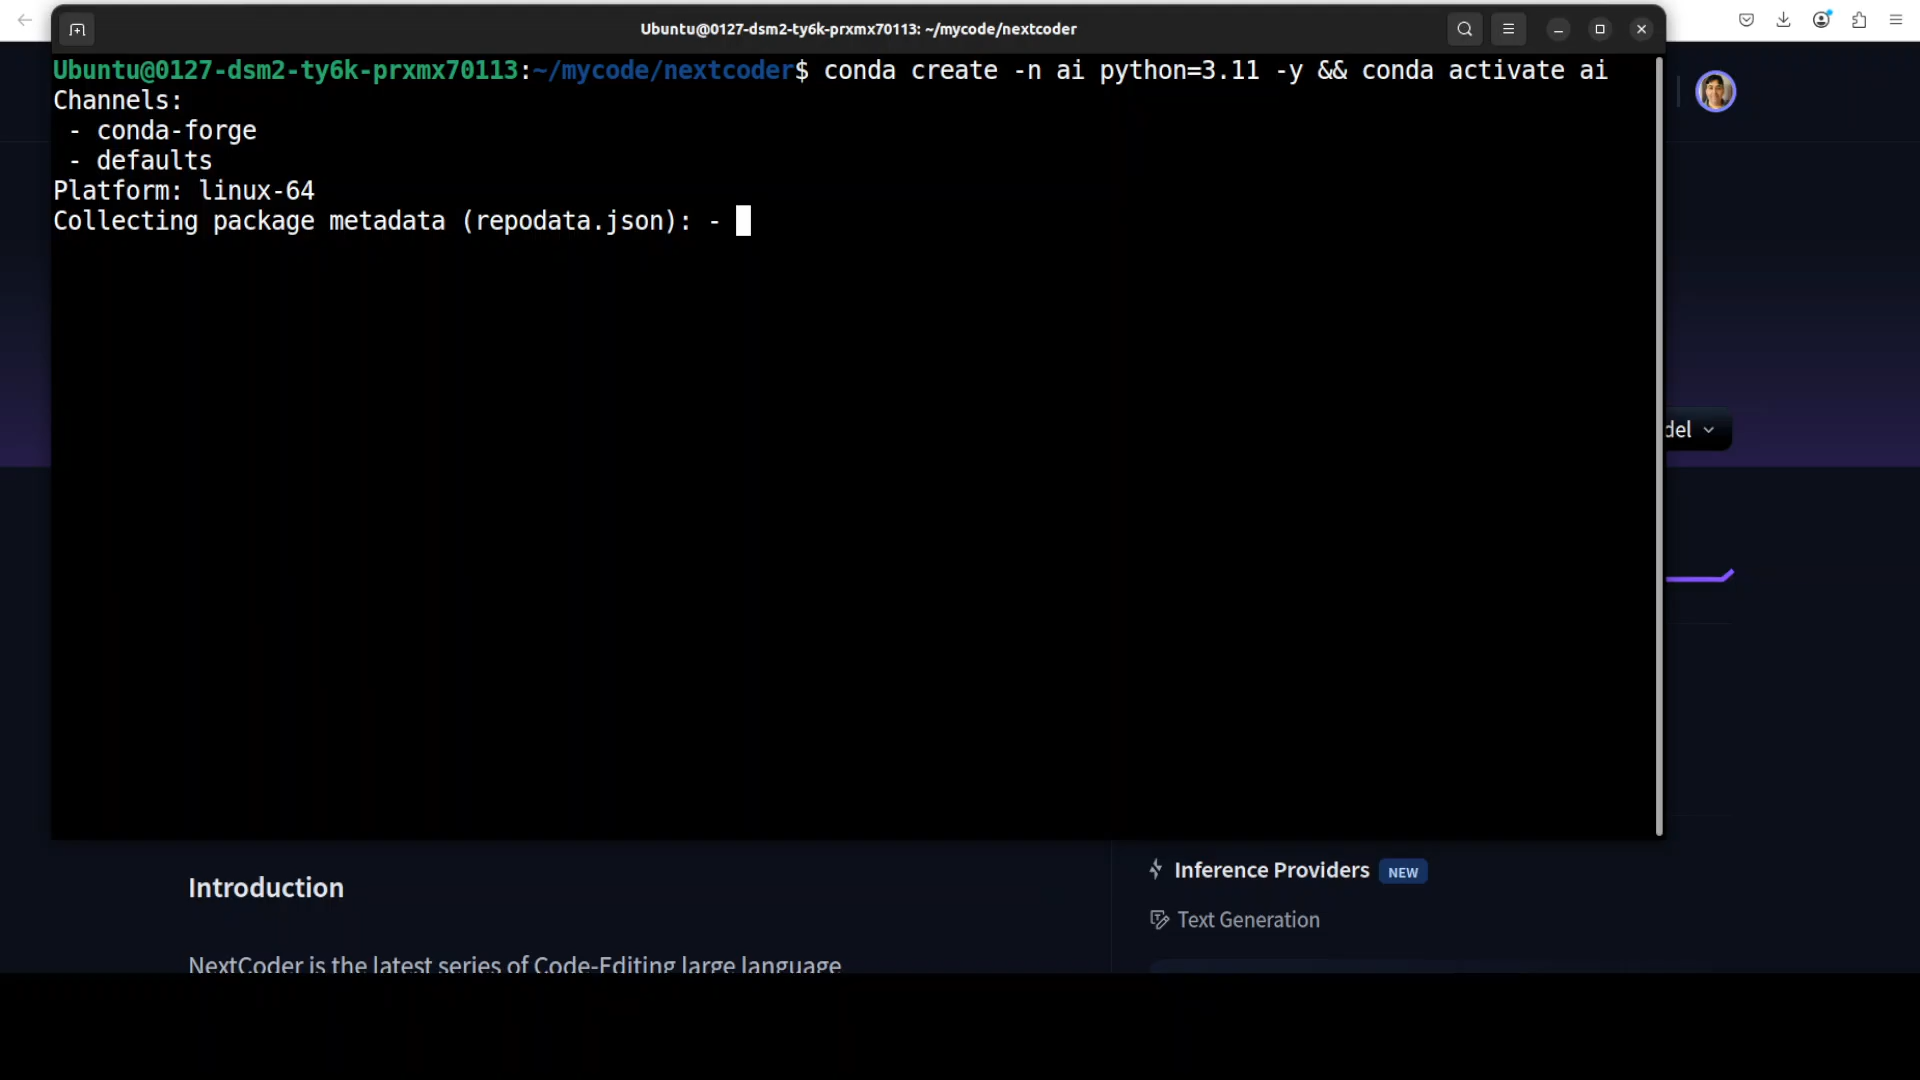 Ubuntu@0127-dsm2-ty6k-prxmx70113: ~/mycode/nextcoder
Ubuntu@0127-dsm2-ty6k-prxmx70113:~/mycode/nextcoder$ conda create -n ai python=3.11 -y && conda activate ai
Channels:
- conda-forge
- defaults
Platform: linux-64
Collecting package metadata (repodata.json): -
del
Inference Providers NEW
Introduction
Text Generation
NextCoder is the latest series of Code-Editing large language